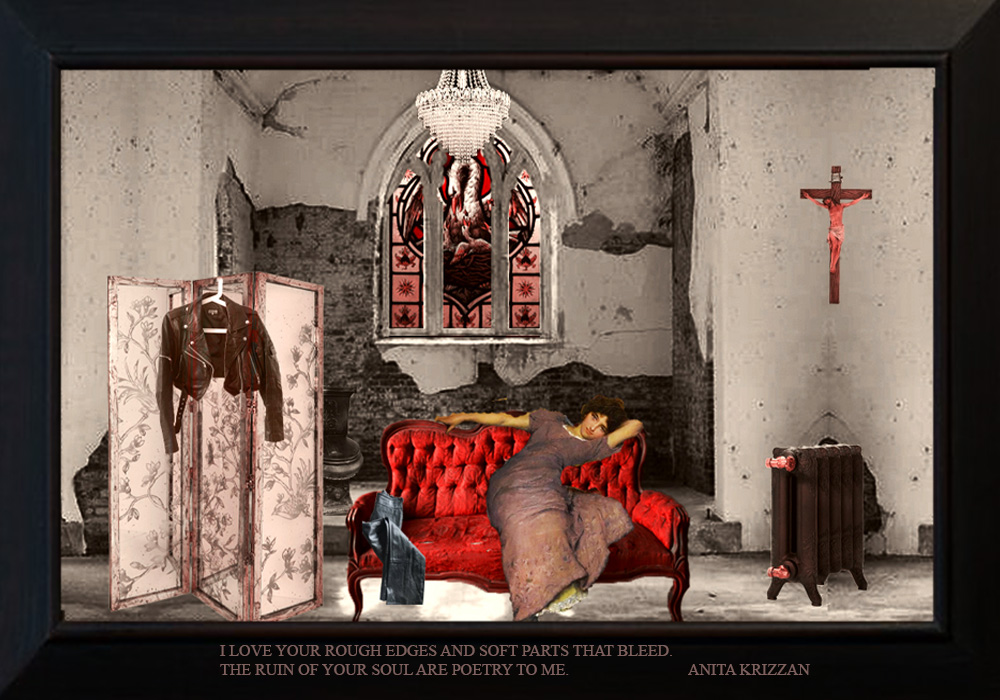 I LOVE YOUR ROUGH EDGES AND SOFT PARTS THAT BLEED.
THE RUIN OF YOUR SOUL ARE POETRY TO ME. ANITA KRIZZAN